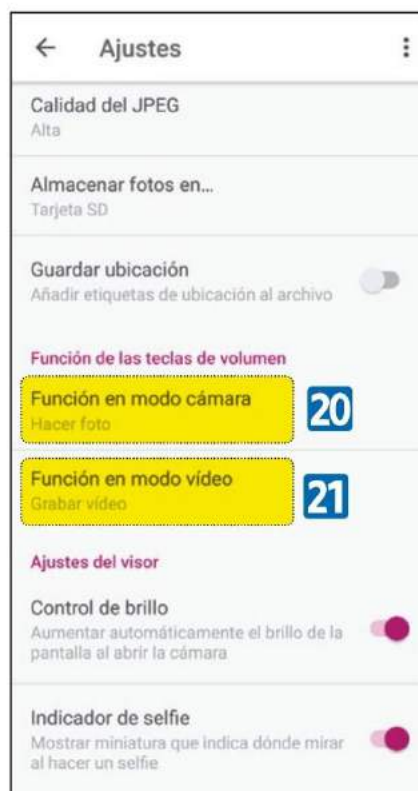 ← Ajustes
Calidad del JPEG
Alta
Almacenar fotos en...
Tarjeta SD
Guardar ubicación
Añadir etiquetas de ubicación al archivo
Función de las teclas de volumen
Función en modo cámara
Hacer foto
20
Función en modo vídeo
Grabar vídeo
21
Ajustes del visor
Control de brillo
Aumentar automáticamente el brillo de la
pantalla al abrir la cámara
Indicador de selfie
Mostrar miniatura que indica dónde mirar
al hacer un selfie